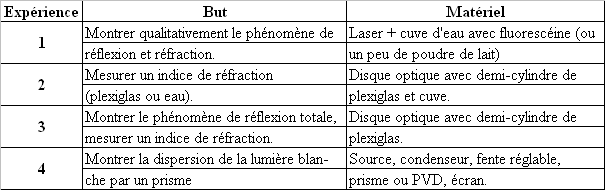 Expérience But Matériel
1 Montrer qualitativement le phénomène de Laser + cuve d'eau avec fluorescéine (ou
réflexion et réfraction. un peu de poudre de lait)
2 Mesurer un indice de réfraction Disque optique avec demi-cylindre de
(plexiglas ou eau). plexiglas et cuve.
3 Montrer le phénomène de réflexion totale, Disque optique avec demi-cylindre de
mesurer un indice de réfraction. plexiglas.
4 Montrer la dispersion de la lumière blan- Source, condenseur, fente réglable,
che par un prisme prisme ou PVD, écran.